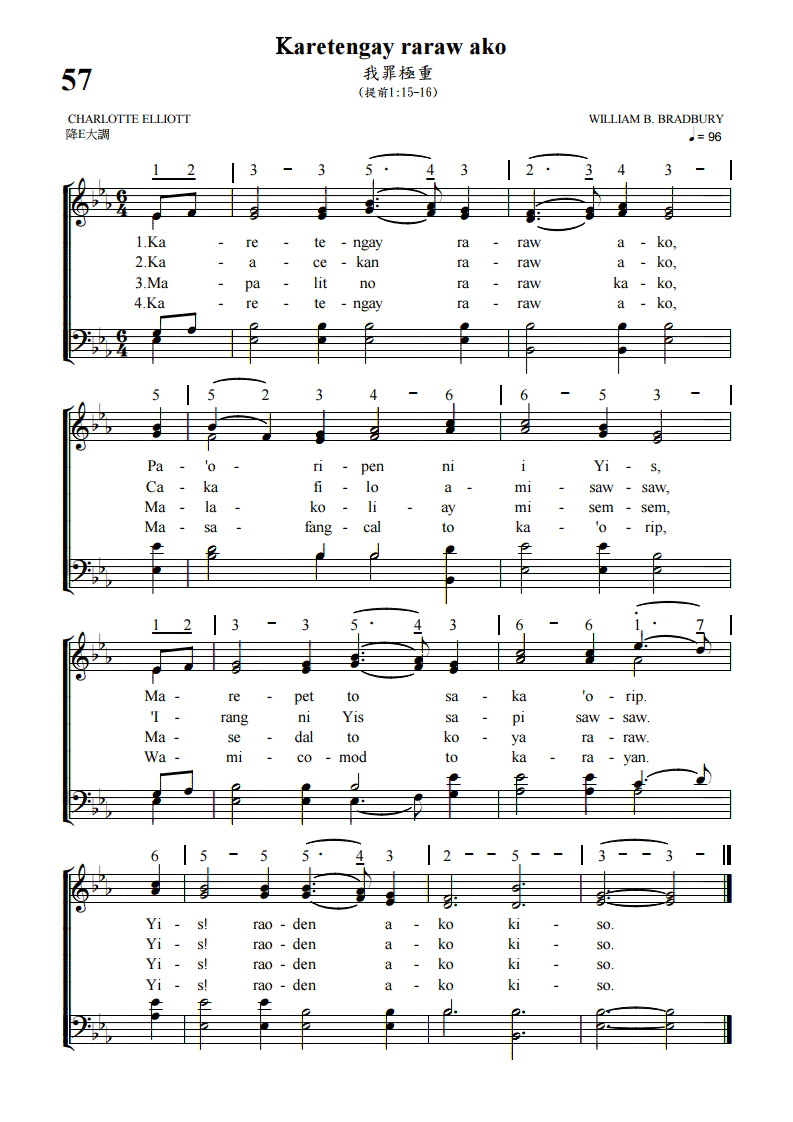 Karetengay raraw ako
我罪極重
57
(提前1:15-16)
CHARLOTTE ELLIOTT
WILLIAM B. BRADBURY
降E大調
♩ = 96
1 2 | 3 - 3 5 · 4 3 | 2 · 3 4 3 - |
6 4
1.Ka - re - te - ngay ra - raw a - ko,
2.Ka - a - ce - kan ra - raw a - ko,
3.Ma - pa - lit no ra - raw ka - ko,
4.Ka - re - te - ngay ra - raw a - ko,
6 4
5 | 5 2 3 4 - 6 | 6 - 5 3 - |
Pa - 'o - ri - pen ni i Yi - s,
Ca - ka fi - lo a - mi - saw - saw,
Ma - la - ko - li - ay mi - sem - sem,
Ma - sa - fang - cal to ka - 'o - rip,
1 2 | 3 - 3 5 · 4 3 | 6 - 6 1 · 7 |
Ma - re - pet to sa - ka 'o - rip.
'I - rang ni Yis sa - pi saw - saw.
Ma - se - dal to ko - ya ra - raw.
Wa - mi - co - mod to ka - ra - yan.
6 | 5 - 5 5 · 4 3 | 2 - 5 - | 3 - 3 - ||
Yi - s! rao - den a - ko ki - so.
Yi - s! rao - den a - ko ki - so.
Yi - s! rao - den a - ko ki - so.
Yi - s! rao - den a - ko ki - so.